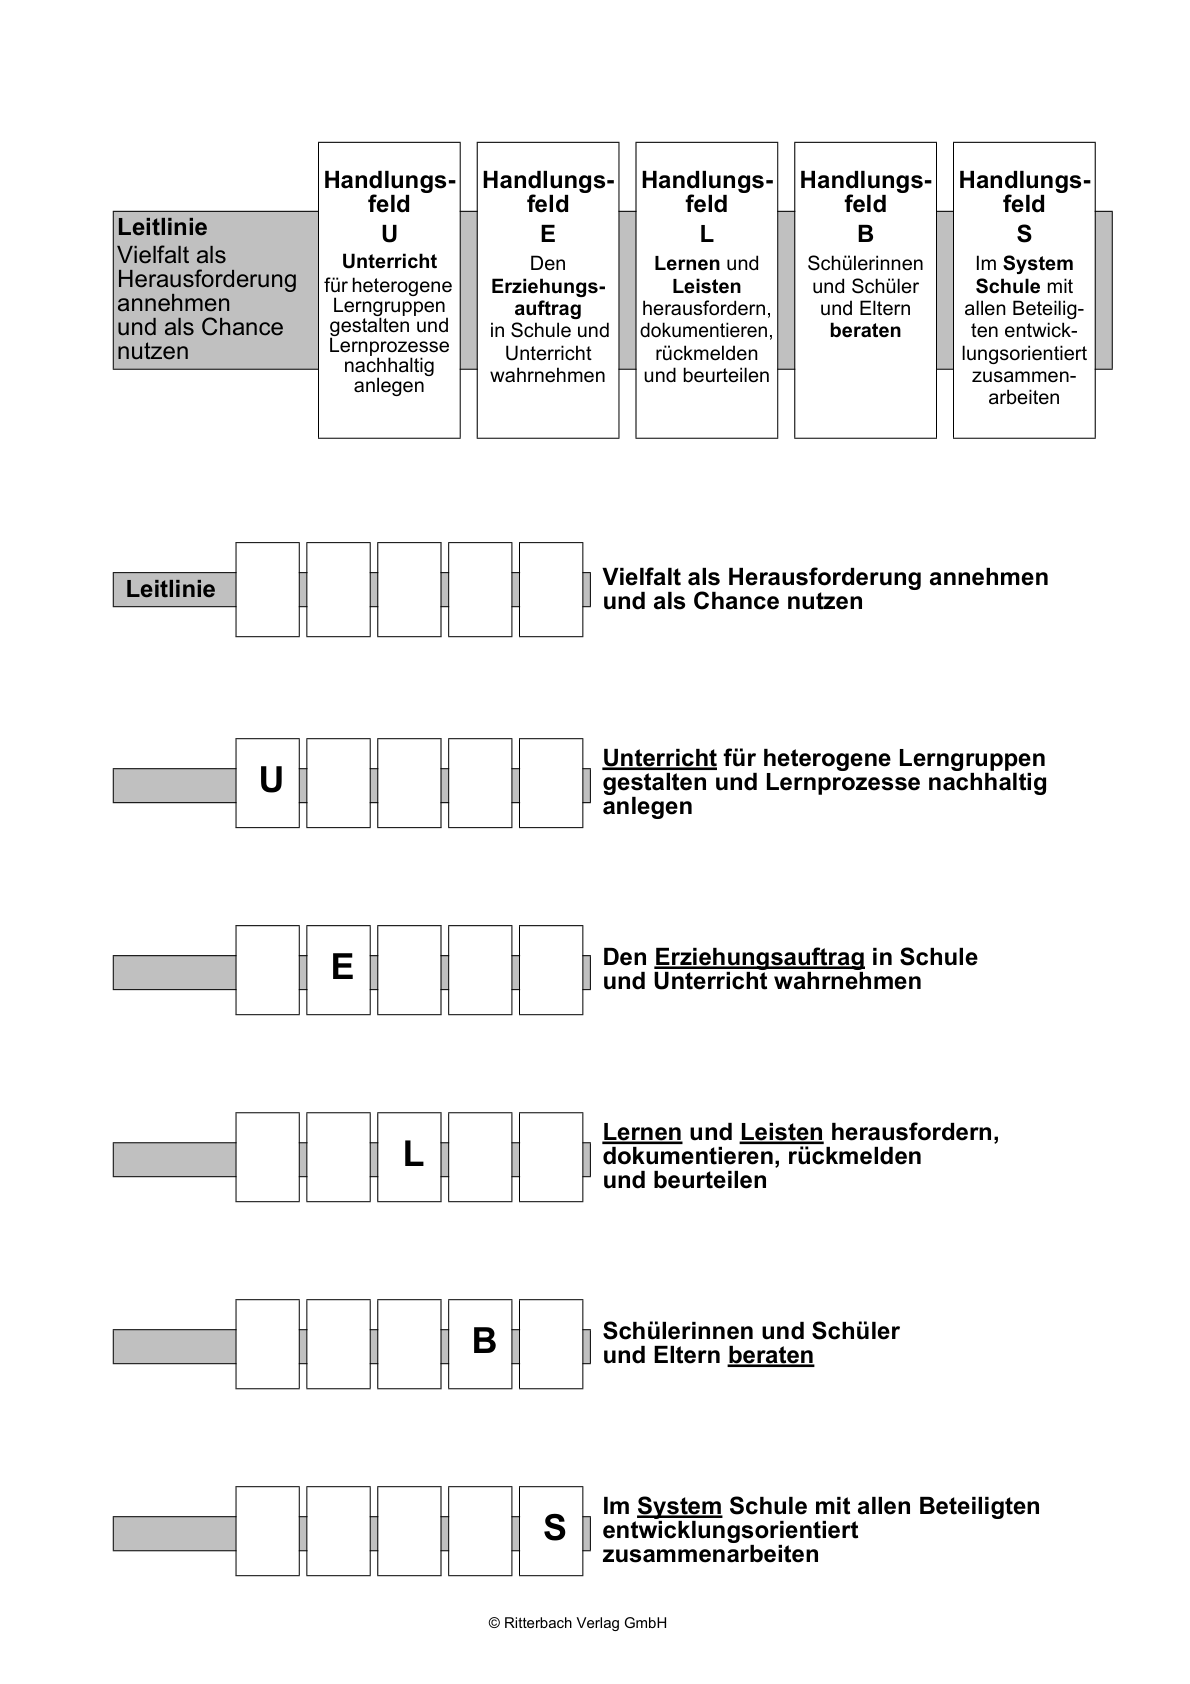 Leitlinie
Vielfalt als
Herausforderung
annehmen
und als Chance
nutzen
Handlungs-
feld
U
Unterricht
für heterogene
Lerngruppen
gestalten und
Lernprozesse
nachhaltig
anlegen
Handlungs-
feld
E
Den
Erziehungs-
auftrag
in Schule und
Unterricht
wahrnehmen
Handlungs-
feld
L
Lernen und
Leisten
herausfordern,
dokumentieren,
rückmelden
und beurteilen
Handlungs-
feld
B
Schülerinnen
und Schüler
und Eltern
beraten
Handlungs-
feld
S
Im System
Schule mit
allen Beteilig-
ten entwick-
lungsorientiert
zusammen-
arbeiten
Leitlinie
Vielfalt als Herausforderung annehmen
und als Chance nutzen
U
Unterricht für heterogene Lerngruppen
gestalten und Lernprozesse nachhaltig
anlegen
E
Den Erziehungsauftrag in Schule
und Unterricht wahrnehmen
L
Lernen und Leisten herausfordern,
dokumentieren, rückmelden
und beurteilen
B
Schülerinnen und Schüler
und Eltern beraten
S
Im System Schule mit allen Beteiligten
entwicklungsorientiert
zusammenarbeiten
© Ritterbach Verlag GmbH